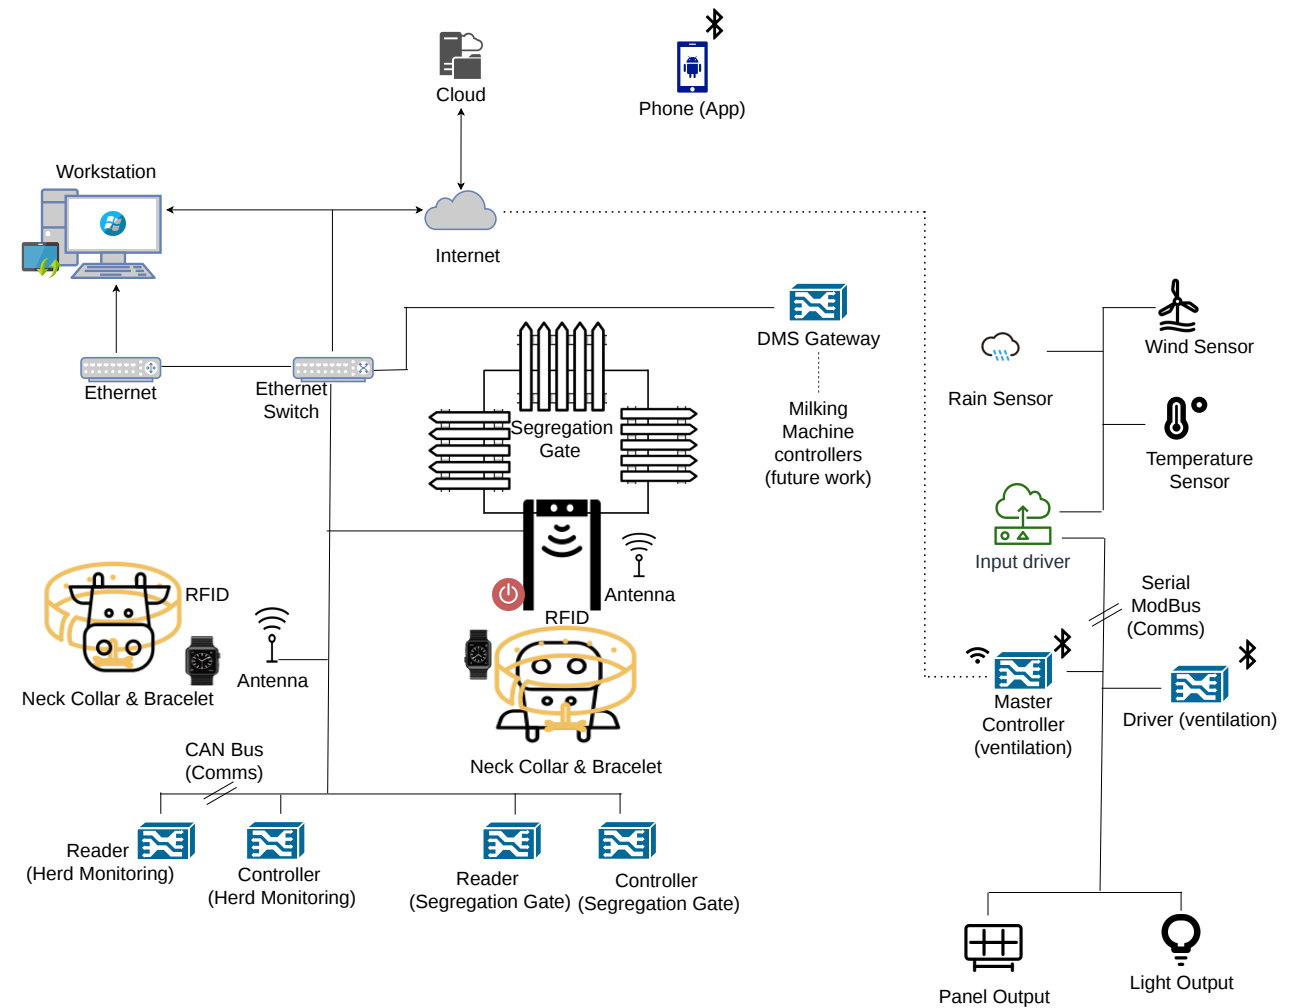 Cloud
Phone (App)
Workstation
Internet
DMS Gateway
Wind Sensor
Rain Sensor
Ethernet
Ethernet
Switch
Segregation
Gate
Milking
Machine
controllers
(future work)
Temperature
Sensor
Input driver
Serial
ModBus
(Comms)
RFID
Antenna
Antenna
RFID
Neck Collar & Bracelet
Master
Controller
(ventilation)
Driver (ventilation)
CAN Bus
(Comms)
Neck Collar & Bracelet
Reader
(Herd Monitoring)
Controller
(Herd Monitoring)
Reader
(Segregation Gate)
Controller
(Segregation Gate)
Panel Output
Light Output